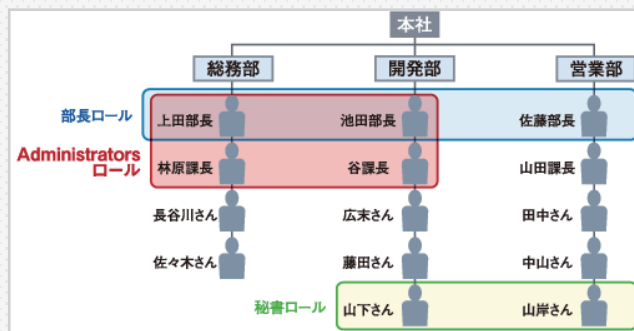 本社
総務部
開発部
営業部
部長ロール
上田部長
池田部長
佐藤部長
Administrators
ロール
林原課長
谷課長
山田課長
長谷川さん
広末さん
田中さん
佐々木さん
藤田さん
中山さん
秘書ロール
山下さん
山岸さん